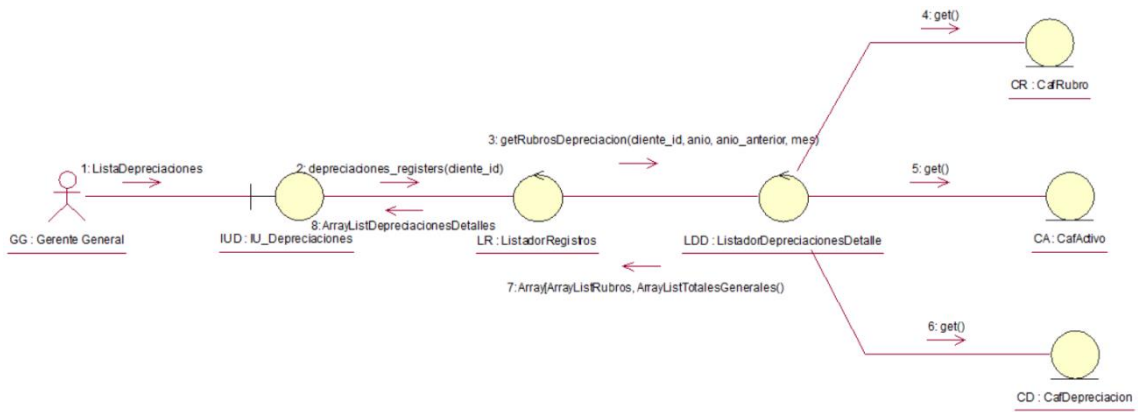 4: get()
CR : CafRubro
3: getRubrosDepreciacion(cliente_id, anio, anio_anterior, mes)
1: ListaDepreciaciones
2: depreciaciones_registers(cliente_id)
5: get()
8: ArrayListDepreciacionesDetalles
GG : Gerente General
IUD : IU_Depreciaciones
LR : ListadorRegistros
LDD : ListadorDepreciacionesDetalle
CA : CafActivo
7: Array[ArrayListRubros, ArrayListTotalesGenerales()
6: get()
CD : CafDepreciacion